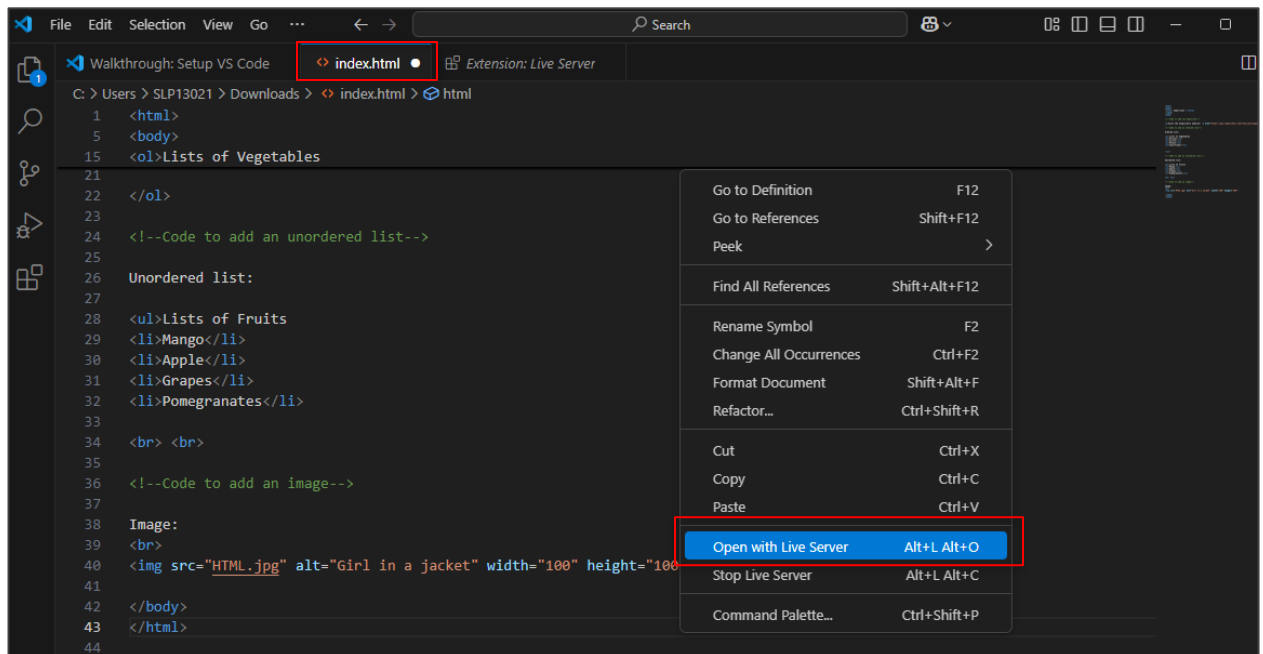 File Edit Selection View Go ··· Search
Walkthrough: Setup VS Code index.html Extension: Live Server
1
C: > Users > SLP13021 > Downloads > index.html > html
1 <html>
5 <body>
15 <ol>Lists of Vegetables
21
22 </ol>
23
24 <!--Code to add an unordered list-->
25
26 Unordered list:
27
28 <ul>Lists of Fruits
29 <li>Mango</li>
30 <li>Apple</li>
31 <li>Grapes</li>
32 <li>Pomegranates</li>
33
34 <br> <br>
35
36 <!--Code to add an image-->
37
38 Image:
39 <br>
40 <img src="HTML.jpg" alt="Girl in a jacket" width="100" height="100
41
42 </body>
43 </html>
44
Go to Definition F12
Go to References Shift+F12
Peek
Find All References Shift+Alt+F12
Rename Symbol F2
Change All Occurrences Ctrl+F2
Format Document Shift+Alt+F
Refactor... Ctrl+Shift+R
Cut Ctrl+X
Copy Ctrl+C
Paste Ctrl+V
Open with Live Server Alt+L Alt+O
Stop Live Server Alt+L Alt+C
Command Palette... Ctrl+Shift+P